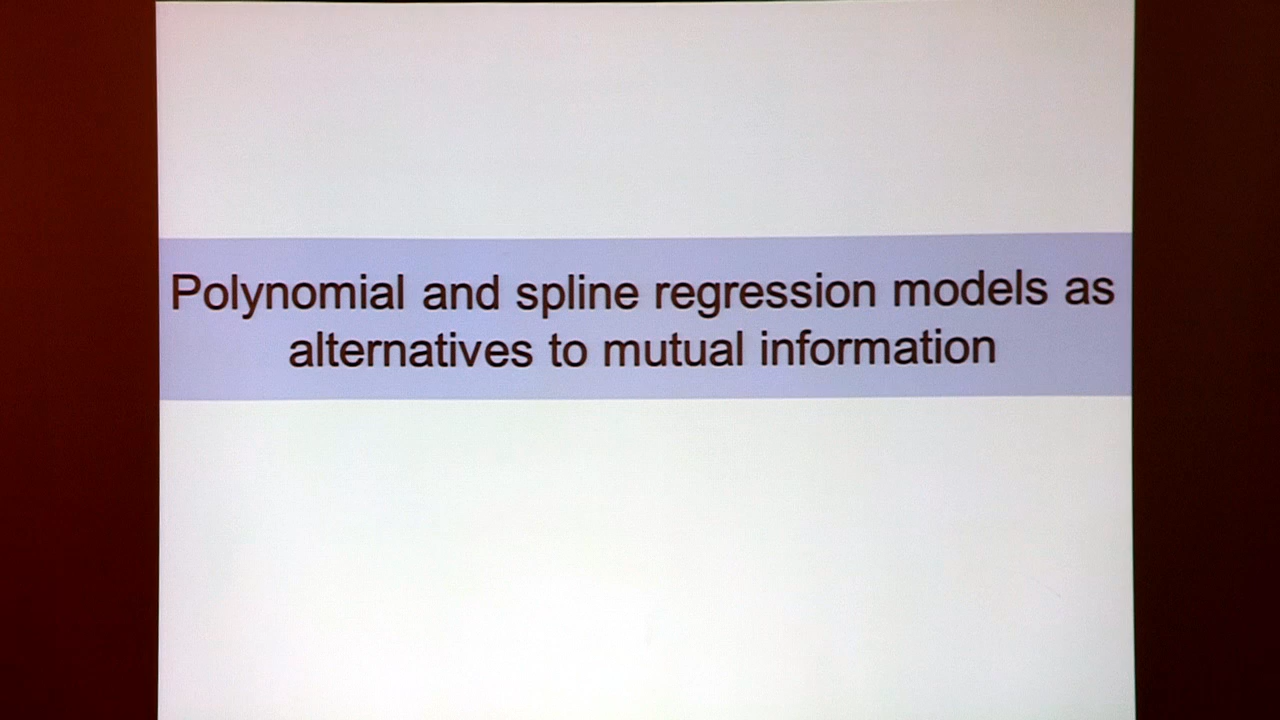 Polynomial and spline regression models as
alternatives to mutual information